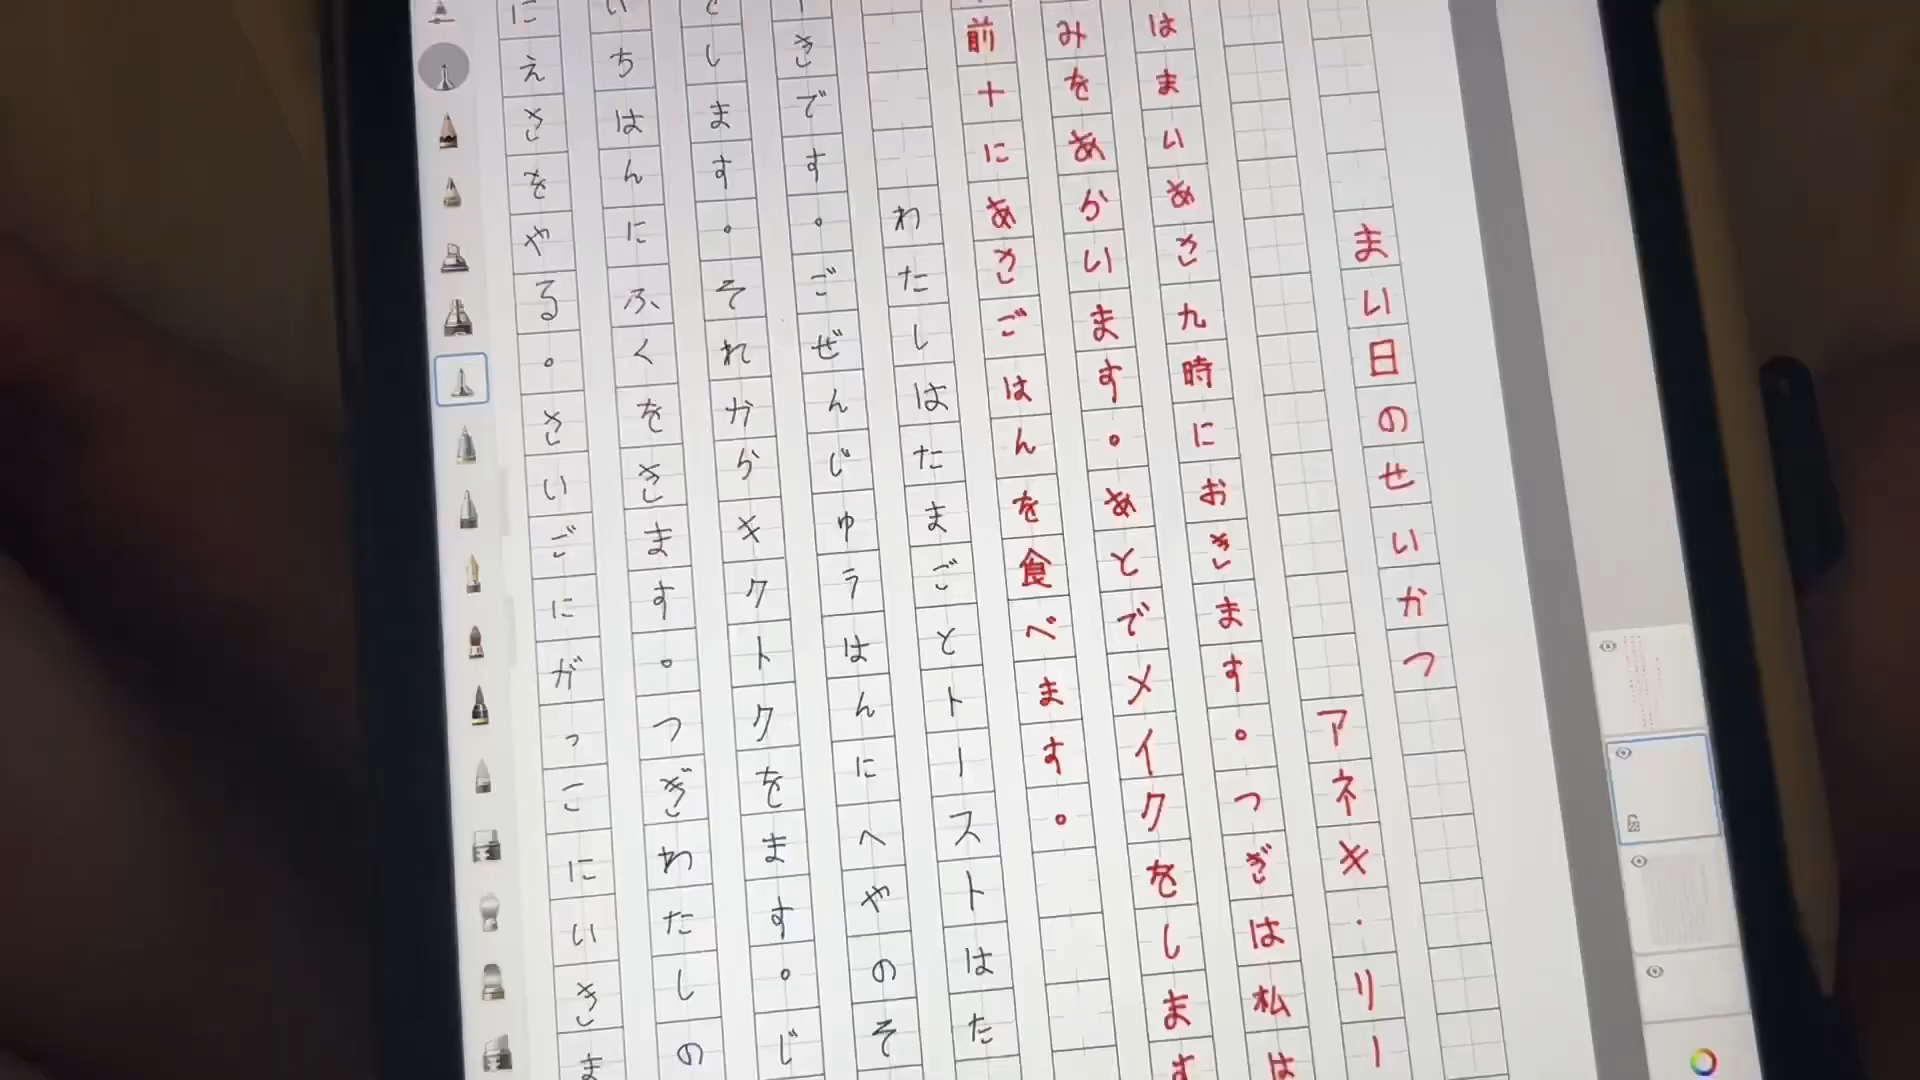 まい日のせいかつ
アネキ・リー
はまいあさ九時におきます。つぎは私は
みをあかいます。あとでメイクをします
前十にあさごはんを食べます。
わたしはたまごとトーストはた
きです。ごぜんじゅうはんにへやのそ
します。それからキクトクをます。じ
ちはんにふくをきます。つぎわたしの
にえさをやる。さいごにがっこにいきま